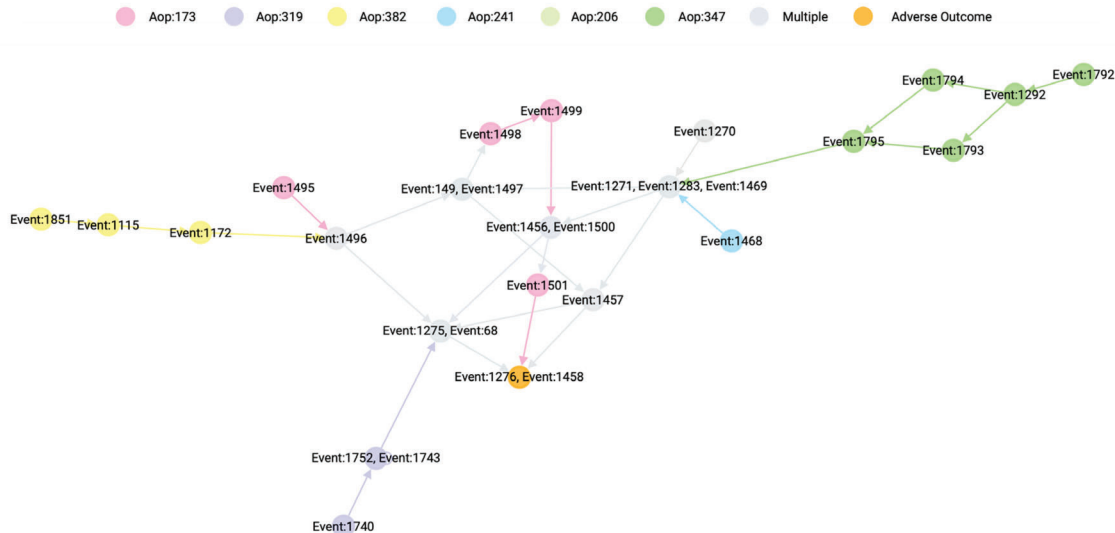 Aop:173 Aop:319 Aop:382 Aop:241 Aop:206 Aop:347 Multiple Adverse Outcome
Event:1792
Event:1794
Event:1292
Event:1499
Event:1498
Event:1270
Event:1795
Event:1793
Event:1495
Event:149, Event:1497
Event:1271, Event:1283, Event:1469
Event:1851
Event:1115
Event:1172
Event:1496
Event:1456, Event:1500
Event:1468
Event:1501
Event:1457
Event:1275, Event:68
Event:1276, Event:1458
Event:1752, Event:1743
Event:1740